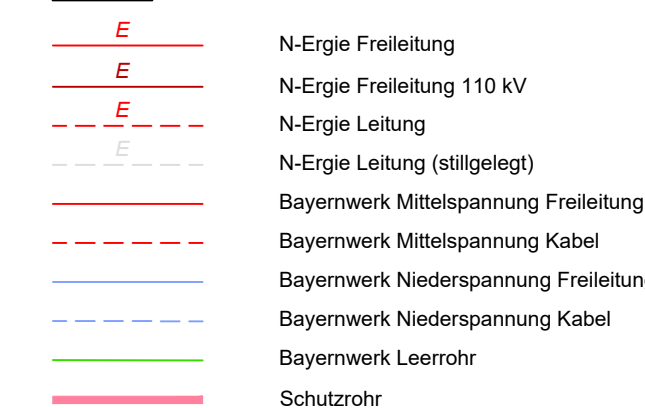 E N-Ergie Freileitung
E N-Ergie Freileitung 110 kV
E N-Ergie Leitung
E N-Ergie Leitung (stillgelegt)
Bayernwerk Mittelspannung Freileitung
Bayernwerk Mittelspannung Kabel
Bayernwerk Niederspannung Freileitun
Bayernwerk Niederspannung Kabel
Bayernwerk Leerrohr
Schutzrohr